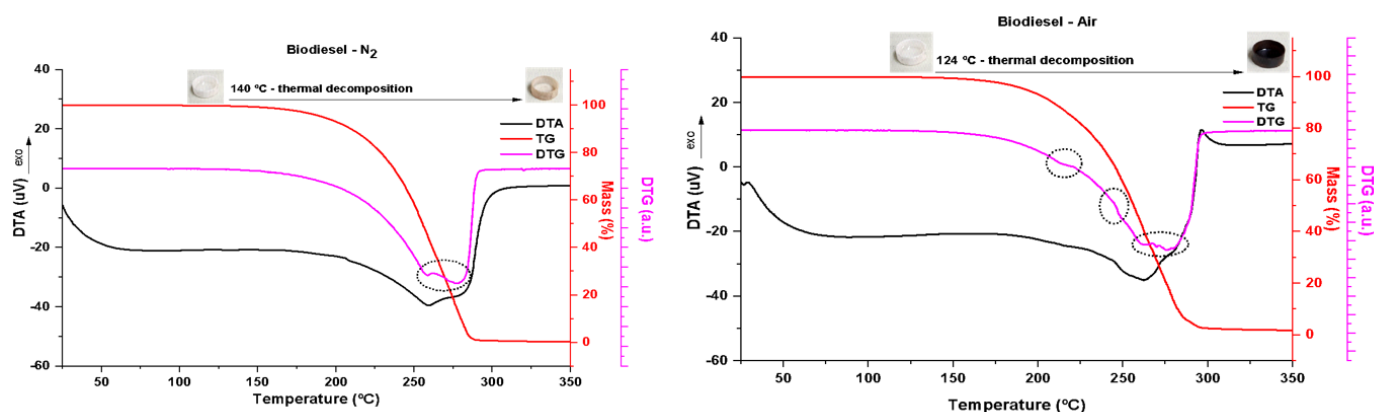 Biodiesel - N2
140 ºC - thermal decomposition
DTA
TG
DTG
40
20
0
-20
-40
-60
DTA (uV)
exo
100
80
60
40
20
0
Mass (%)
DTG (a.u.)
50
100
150
200
250
300
350
Temperature (ºC)
Biodiesel - Air
124 ºC - thermal decomposition
DTA
TG
DTG
40
20
0
-20
-40
-60
DTA (uV)
exo
100
80
60
40
20
0
Mass (%)
DTG (a.u.)
50
100
150
200
250
300
350
Temperature (ºC)